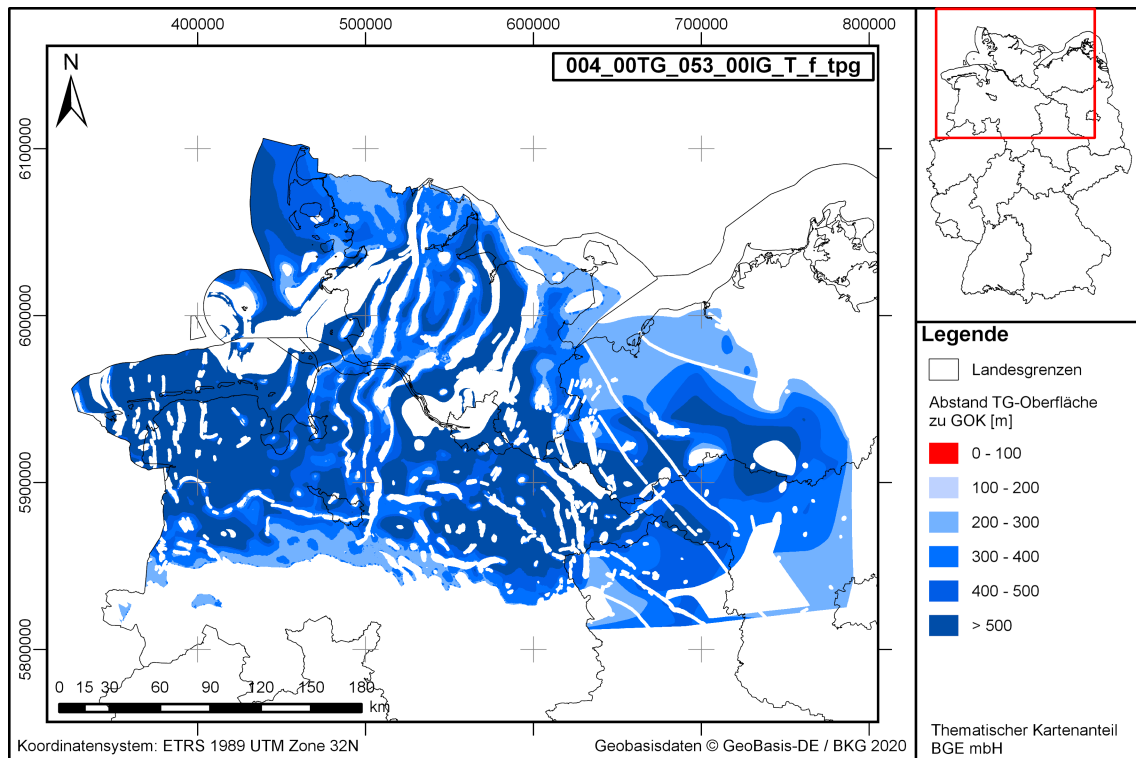 400000 500000 600000 700000 800000
004_00TG_053_00IG_T_f_tpg
N
6100000
6000000
5900000
5800000
0 15 30 60 90 120 150 180
km
Koordinatensystem: ETRS 1989 UTM Zone 32N
Geobasisdaten © GeoBasis-DE / BKG 2020
Legende
Landesgrenzen
Abstand TG-Oberfläche
zu GOK [m]
0 - 100
100 - 200
200 - 300
300 - 400
400 - 500
> 500
Thematischer Kartenanteil
BGE mbH